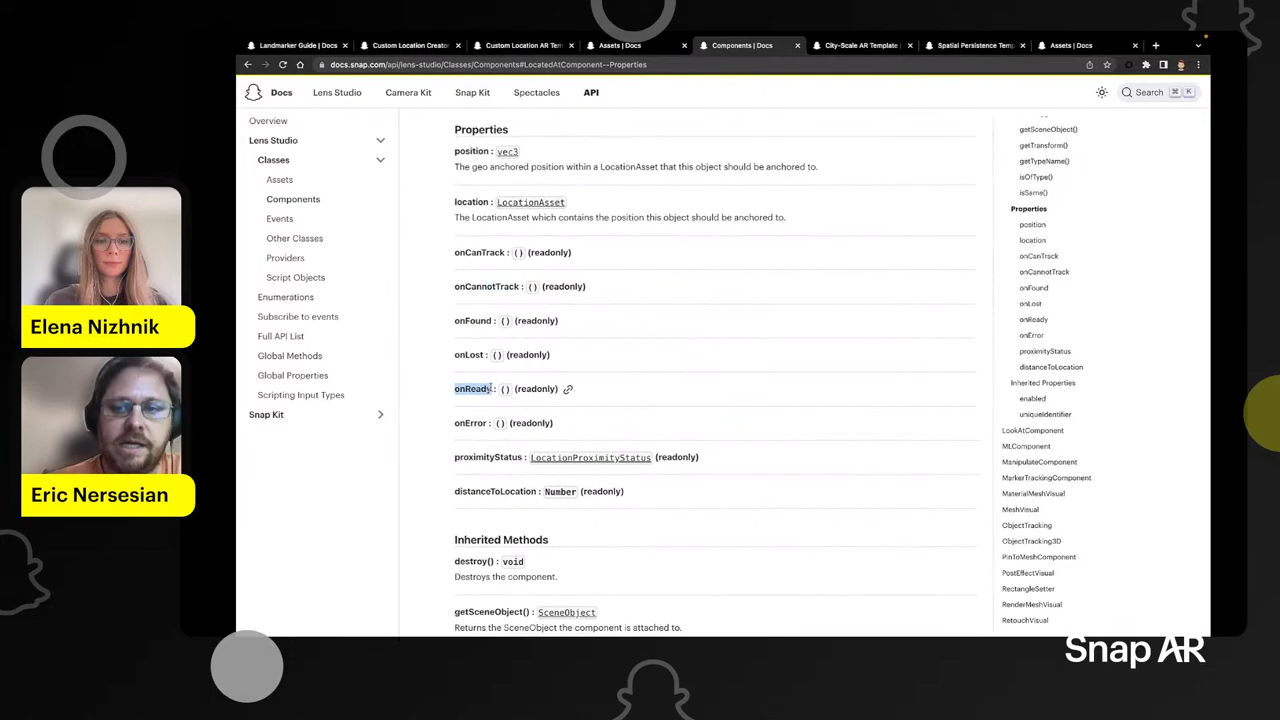 Landmarker Guide | Docs
Custom Location Creator
Custom Location AR Tem
Assets | Docs
Components | Docs
City-Scale AR Template
Spatial Persistence Temp
Assets | Docs
docs.snap.com/api/lens-studio/Classes/Components#LocatedAtComponent--Properties
Docs
Lens Studio
Camera Kit
Snap Kit
Spectacles
API
Search
⌘
K
Overview
Lens Studio
Classes
Assets
Components
Events
Other Classes
Providers
Script Objects
Enumerations
Subscribe to events
Full API List
Global Methods
Global Properties
Scripting Input Types
Snap Kit
Properties
position : vec3
The geo anchored position within a LocationAsset that this object should be anchored to.
location : LocationAsset
The LocationAsset which contains the position this object should be anchored to.
onCanTrack : () (readonly)
onCannotTrack : () (readonly)
onFound : () (readonly)
onLost : () (readonly)
onReady : () (readonly)
onError : () (readonly)
proximityStatus : LocationProximityStatus (readonly)
distanceToLocation : Number (readonly)
Inherited Methods
destroy() : void
Destroys the component.
getSceneObject() : SceneObject
Returns the SceneObject the component is attached to.
getSceneObject()
getTransform()
getTypeName()
isOfType()
isSame()
Properties
position
location
onCanTrack
onCannotTrack
onFound
onLost
onReady
onError
proximityStatus
distanceToLocation
Inherited Properties
enabled
uniqueIdentifier
LookAtComponent
MLComponent
ManipulateComponent
MarkerTrackingComponent
MaterialMeshVisual
MeshVisual
ObjectTracking
ObjectTracking3D
PinToMeshComponent
PostEffectVisual
RectangleSetter
RenderMeshVisual
RetouchVisual
Elena Nizhnik
Eric Nersesian
Snap AR